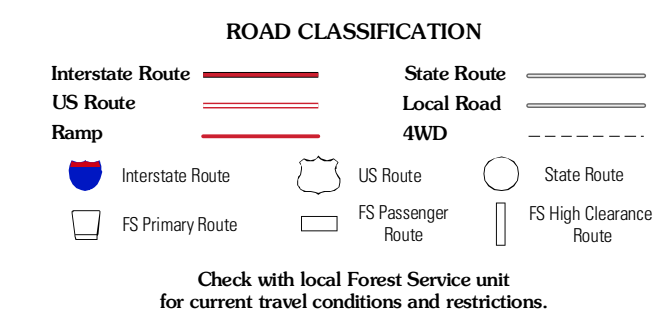 ROAD CLASSIFICATION
Interstate Route
State Route
US Route
Local Road
Ramp
4WD
Interstate Route
US Route
State Route
FS Primary Route
FS Passenger
Route
FS High Clearance
Route
Check with local Forest Service unit
for current travel conditions and restrictions.